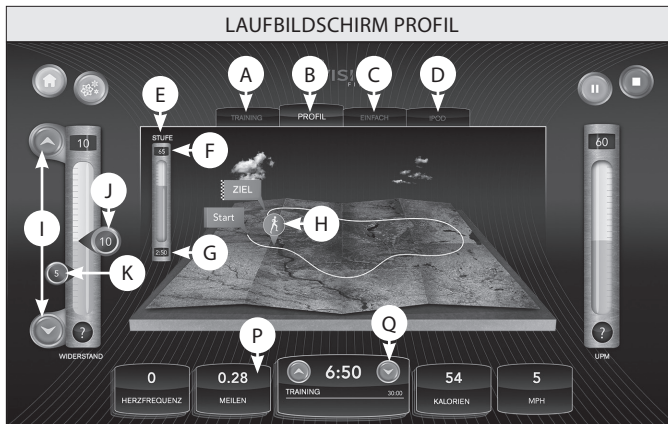 LAUFBILDSCHIRM PROFIL
A
B
C
D
TRAINING
PROFIL
EINFACH
IPOD
E
STUFE
F
.65
G
2:50
ZIEL
Start
H
10
I
J
10
K
5
?
WIDERSTAND
60
?
UPM
P
Q
0
HERZFREQUENZ
0.28
MEILEN
6:50
TRAINING
30:00
54
KALORIEN
5
MPH